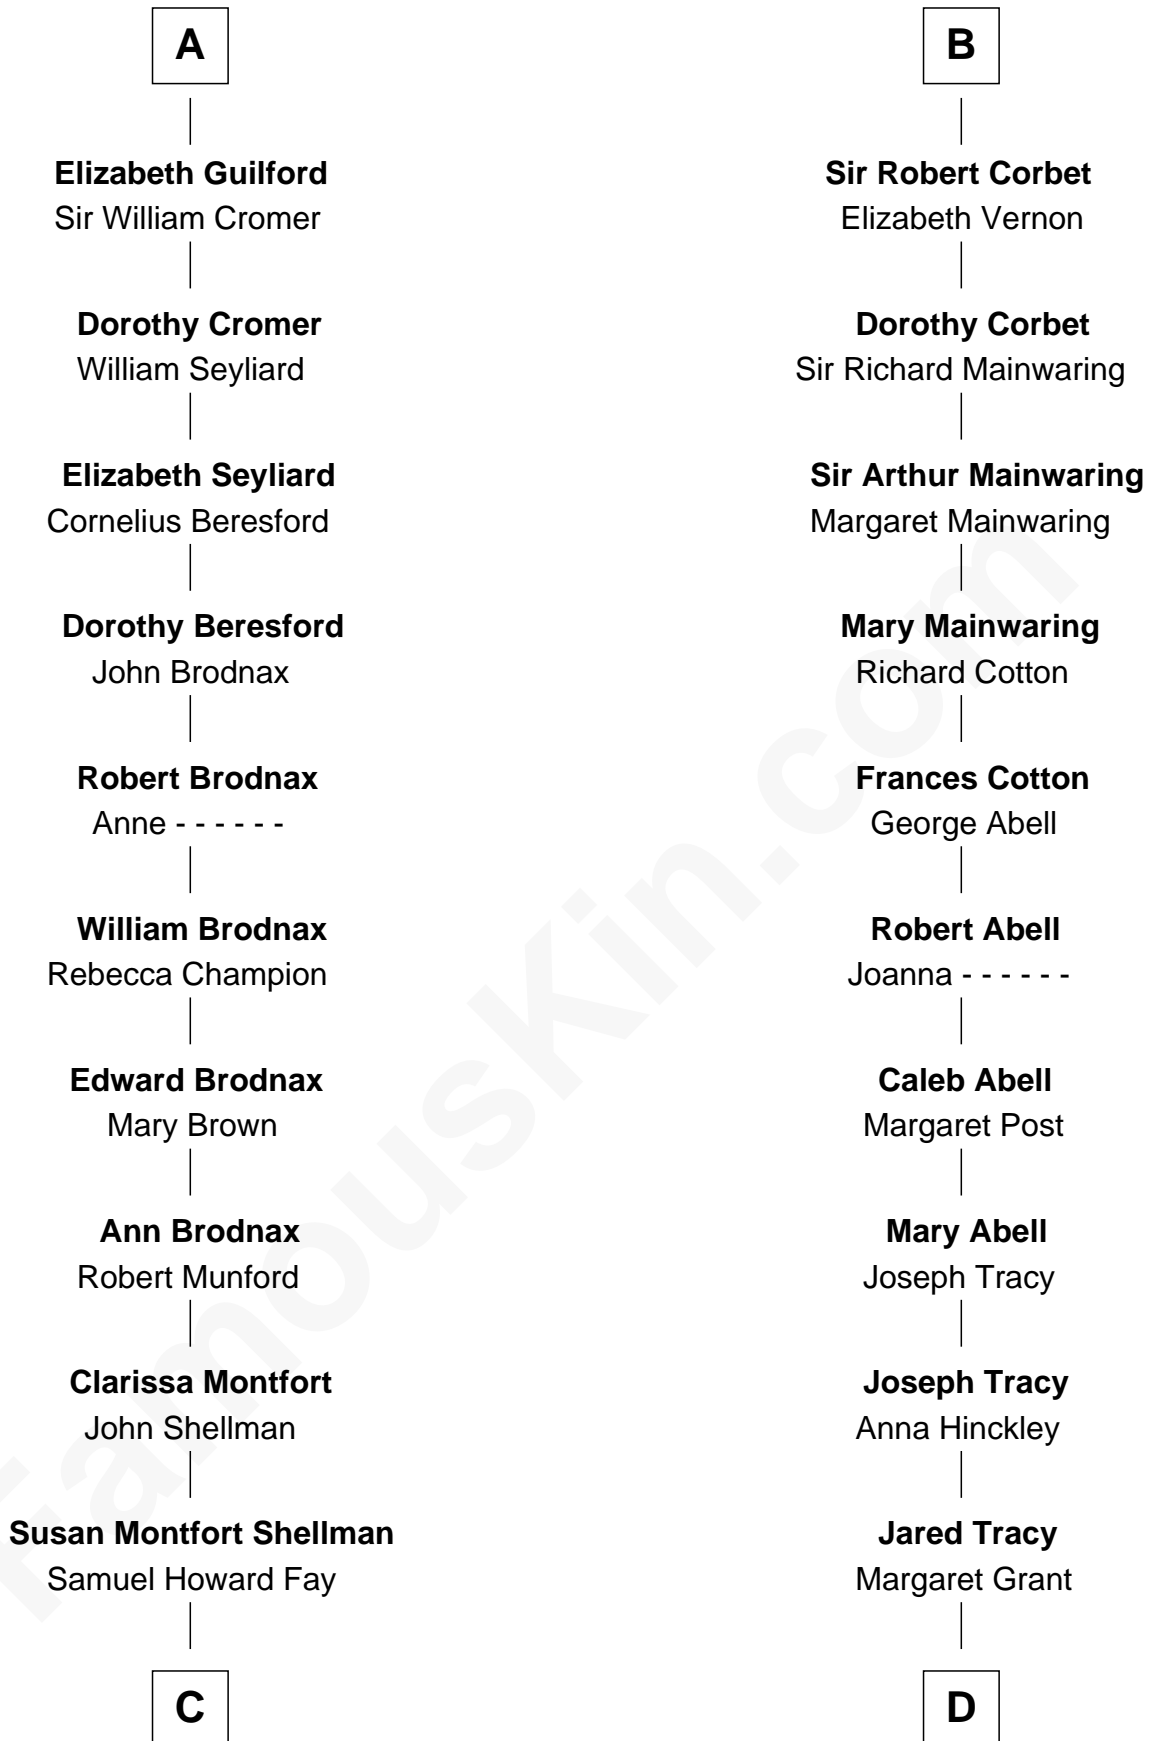 A
Elizabeth Guilford
Sir William Cromer
Dorothy Cromer
William Seyliard
Elizabeth Seyliard
Cornelius Beresford
Dorothy Beresford
John Brodnax
Robert Brodnax
Anne - - - - - -
William Brodnax
Rebecca Champion
Edward Brodnax
Mary Brown
Ann Brodnax
Robert Munford
Clarissa Montfort
John Shellman
Susan Montfort Shellman
Samuel Howard Fay
C
B
Sir Robert Corbet
Elizabeth Vernon
Dorothy Corbet
Sir Richard Mainwaring
Sir Arthur Mainwaring
Margaret Mainwaring
Mary Mainwaring
Richard Cotton
Frances Cotton
George Abell
Robert Abell
Joanna - - - - - -
Caleb Abell
Margaret Post
Mary Abell
Joseph Tracy
Joseph Tracy
Anna Hinckley
Jared Tracy
Margaret Grant
D
FamousKin.com